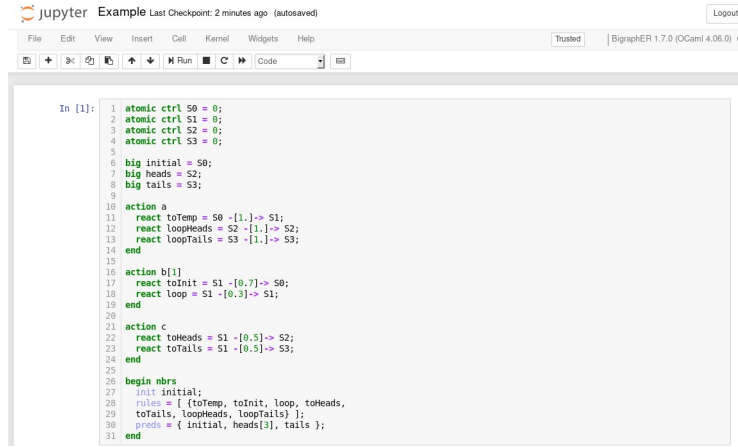 jupyter Example Last Checkpoint: 2 minutes ago (autosaved)
Logout
File Edit View Insert Cell Kernel Widgets Help
Trusted BigraphER 1.7.0 (OCaml 4.06.0)
Run Code
In [1]:
1 atomic ctrl S0 = 0;
2 atomic ctrl S1 = 0;
3 atomic ctrl S2 = 0;
4 atomic ctrl S3 = 0;
5
6 big initial = S0;
7 big heads = S2;
8 big tails = S3;
9
10 action a
11 react toTemp = S0 -[1.]-> S1;
12 react loopHeads = S2 -[1.]-> S2;
13 react loopTails = S3 -[1.]-> S3;
14 end
15
16 action b[1]
17 react toInit = S1 -[0.7]-> S0;
18 react loop = S1 -[0.3]-> S1;
19 end
20
21 action c
22 react toHeads = S1 -[0.5]-> S2;
23 react toTails = S1 -[0.5]-> S3;
24 end
25
26 begin nbrs
27 init initial;
28 rules = [ {toTemp, toInit, loop, toHeads,
29 toTails, loopHeads, loopTails} ];
30 preds = { initial, heads[3], tails };
31 end